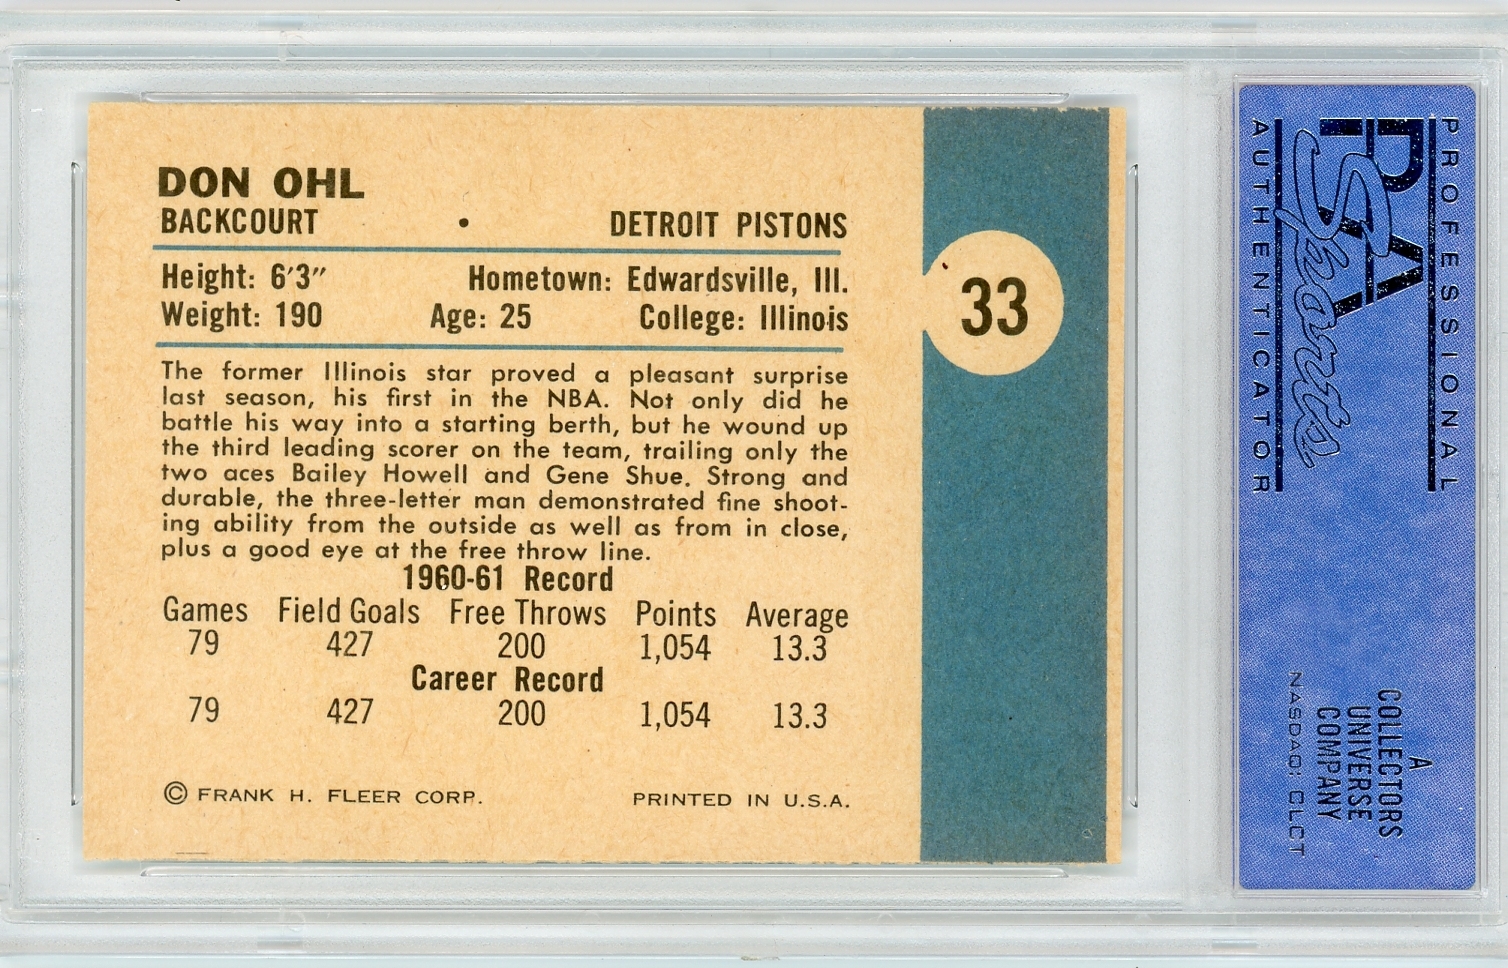 DON OHL
BACKCOURT • DETROIT PISTONS
Height: 6'3" Hometown: Edwardsville, Ill.
Weight: 190 Age: 25 College: Illinois
33
The former Illinois star proved a pleasant surprise
last season, his first in the NBA. Not only did he
battle his way into a starting berth, but he wound up
the third leading scorer on the team, trailing only the
two aces Bailey Howell and Gene Shue. Strong and
durable, the three-letter man demonstrated fine shoot-
ing ability from the outside as well as from in close,
plus a good eye at the free throw line.
1960-61 Record
Games Field Goals Free Throws Points Average
79 427 200 1,054 13.3
Career Record
79 427 200 1,054 13.3
© FRANK H. FLEER CORP. PRINTED IN U.S.A.
PROFESSIONAL
PSA
Sports
AUTHENTICATOR
A
COLLECTORS
UNIVERSE
COMPANY
NASDAQ: CLCT